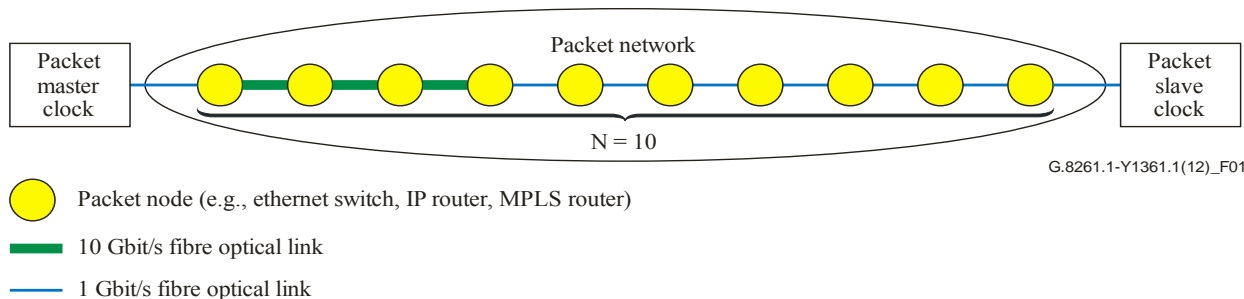 Packet network
Packet
master
clock
Packet
slave
clock
N = 10
G.8261.1-Y1361.1(12)_F01
Packet node (e.g., ethernet switch, IP router, MPLS router)
10 Gbit/s fibre optical link
1 Gbit/s fibre optical link